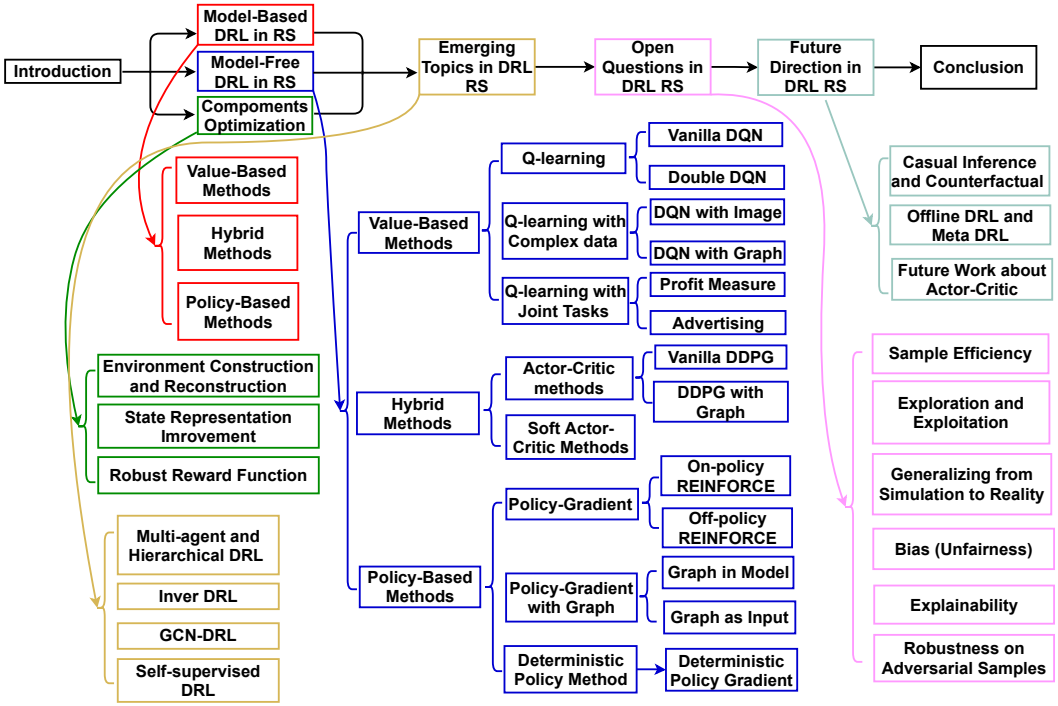 Introduction
Model-Based
DRL in RS
Model-Free
DRL in RS
Compoments
Optimization
Emerging
Topics in DRL
RS
Open
Questions in
DRL RS
Future
Direction in
DRL RS
Conclusion
Value-Based
Methods
Hybrid
Methods
Policy-Based
Methods
Environment Construction
and Reconstruction
State Representation
Imrovement
Robust Reward Function
Multi-agent and
Hierarchical DRL
Inver DRL
GCN-DRL
Self-supervised
DRL
Value-Based
Methods
Q-learning
Vanilla DQN
Double DQN
Q-learning with
Complex data
DQN with Image
DQN with Graph
Q-learning with
Joint Tasks
Profit Measure
Advertising
Hybrid
Methods
Actor-Critic
methods
Vanilla DDPG
DDPG with
Graph
Soft Actor-
Critic Methods
Policy-Based
Methods
Policy-Gradient
On-policy
REINFORCE
Off-policy
REINFORCE
Policy-Gradient
with Graph
Graph in Model
Graph as Input
Deterministic
Policy Method
Deterministic
Policy Gradient
Casual Inference
and Counterfactual
Offline DRL and
Meta DRL
Future Work about
Actor-Critic
Sample Efficiency
Exploration and
Exploitation
Generalizing from
Simulation to Reality
Bias (Unfairness)
Explainability
Robustness on
Adversarial Samples